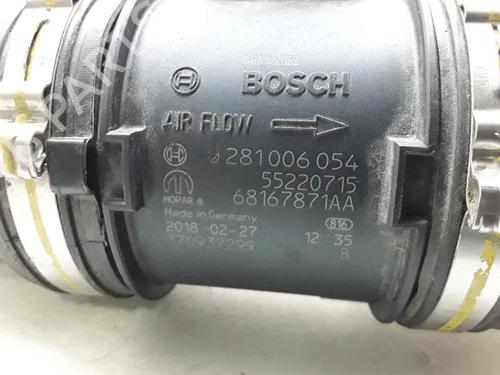 BOSCH
AIR FLOW
0 281 006 054
55220715
MOPAR ® 68167871AA
Made in Germany 816
2018-02-27 12 35
370937299 B